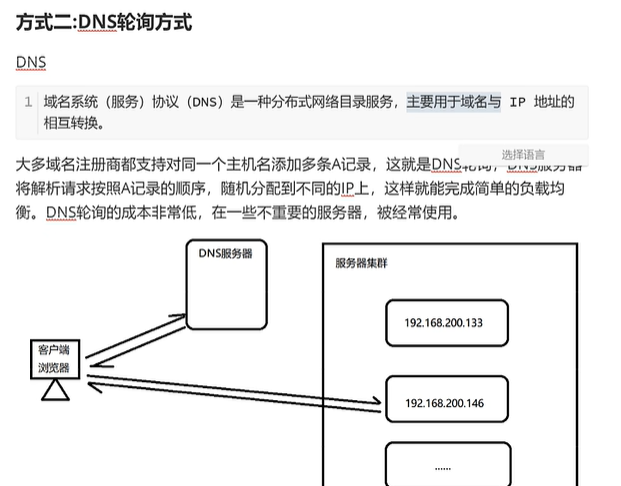 方式二:DNS轮询方式
DNS
1 域名系统（服务）协议（DNS）是一种分布式网络目录服务，主要用于域名与 IP 地址的
相互转换。
选择语言
大多域名注册商都支持对同一个主机名添加多条A记录，这就是DNS轮询，DNS服务器
将解析请求按照A记录的顺序，随机分配到不同的IP上，这样就能完成简单的负载均
衡。DNS轮询的成本非常低，在一些不重要的服务器，被经常使用。
DNS服务器
服务器集群
192.168.200.133
客户端
浏览器
192.168.200.146
......